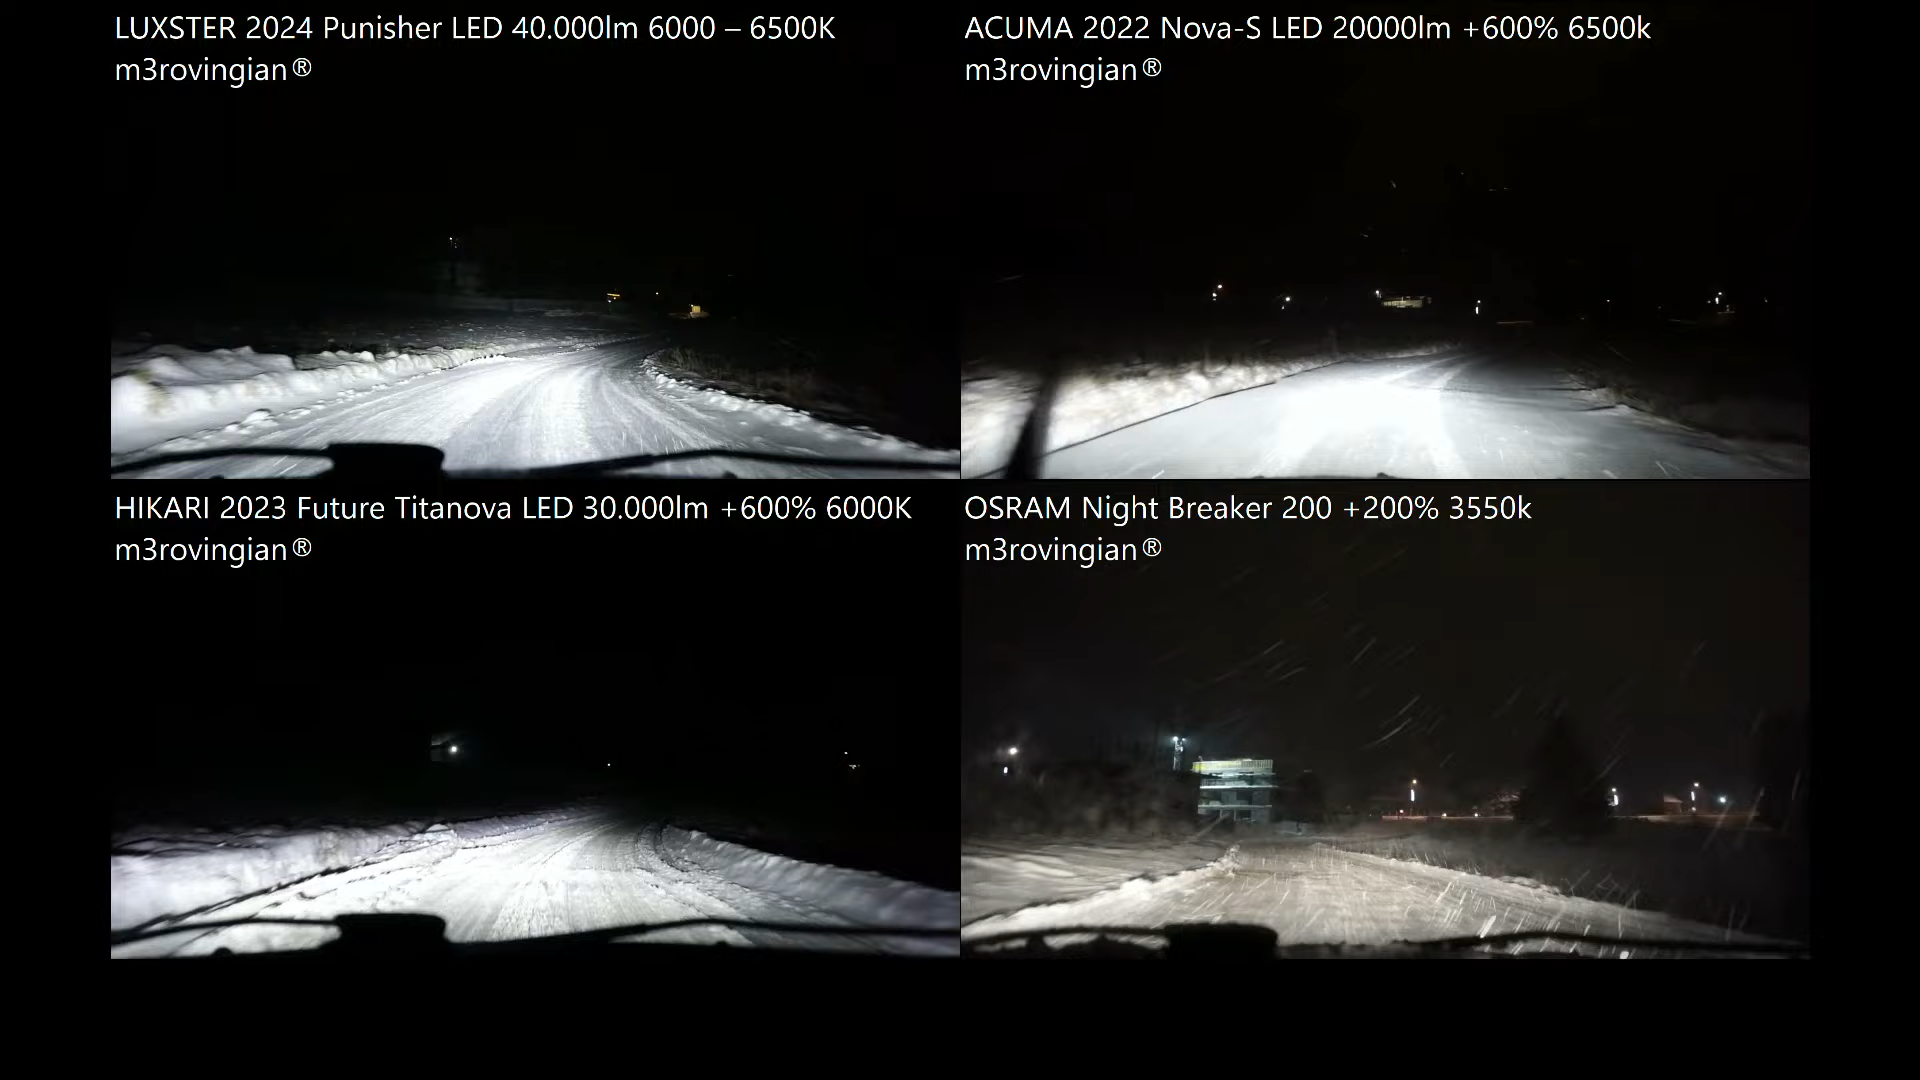 LUXSTER 2024 Punisher LED 40.000lm 6000 – 6500K
m3rovingian®
ACUMA 2022 Nova-S LED 20000lm +600% 6500k
m3rovingian®
HIKARI 2023 Future Titanova LED 30.000lm +600% 6000K
m3rovingian®
OSRAM Night Breaker 200 +200% 3550k
m3rovingian®